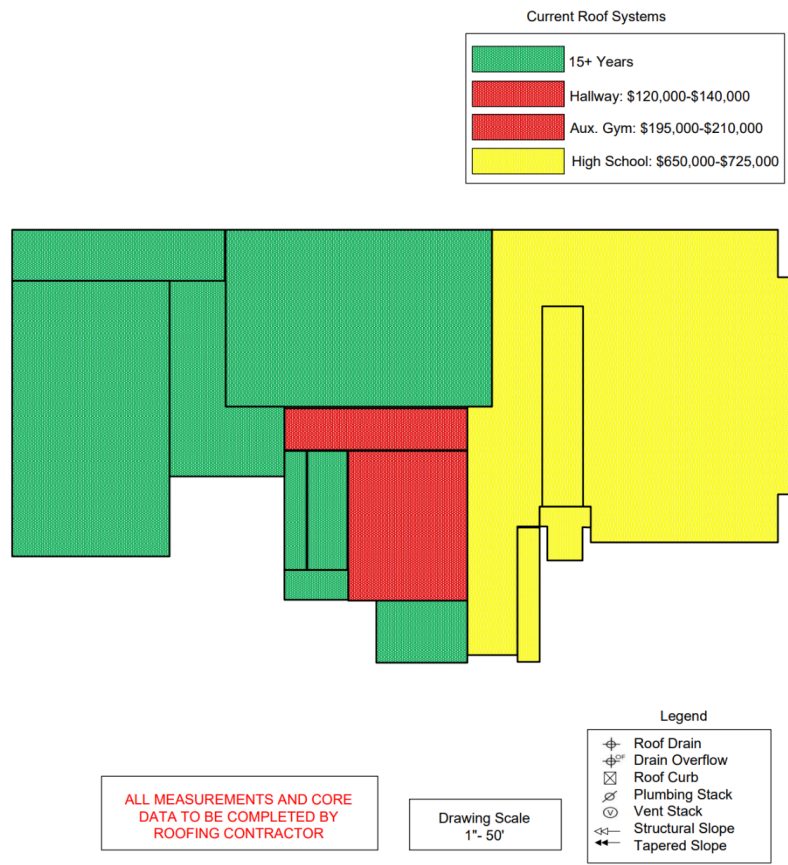 Current Roof Systems
15+ Years
Hallway: $120,000-$140,000
Aux. Gym: $195,000-$210,000
High School: $650,000-$725,000
Legend
Roof Drain
OF
Drain Overflow
Roof Curb
Plumbing Stack
V
Vent Stack
Structural Slope
Tapered Slope
ALL MEASUREMENTS AND CORE
DATA TO BE COMPLETED BY
ROOFING CONTRACTOR
Drawing Scale
1"- 50'